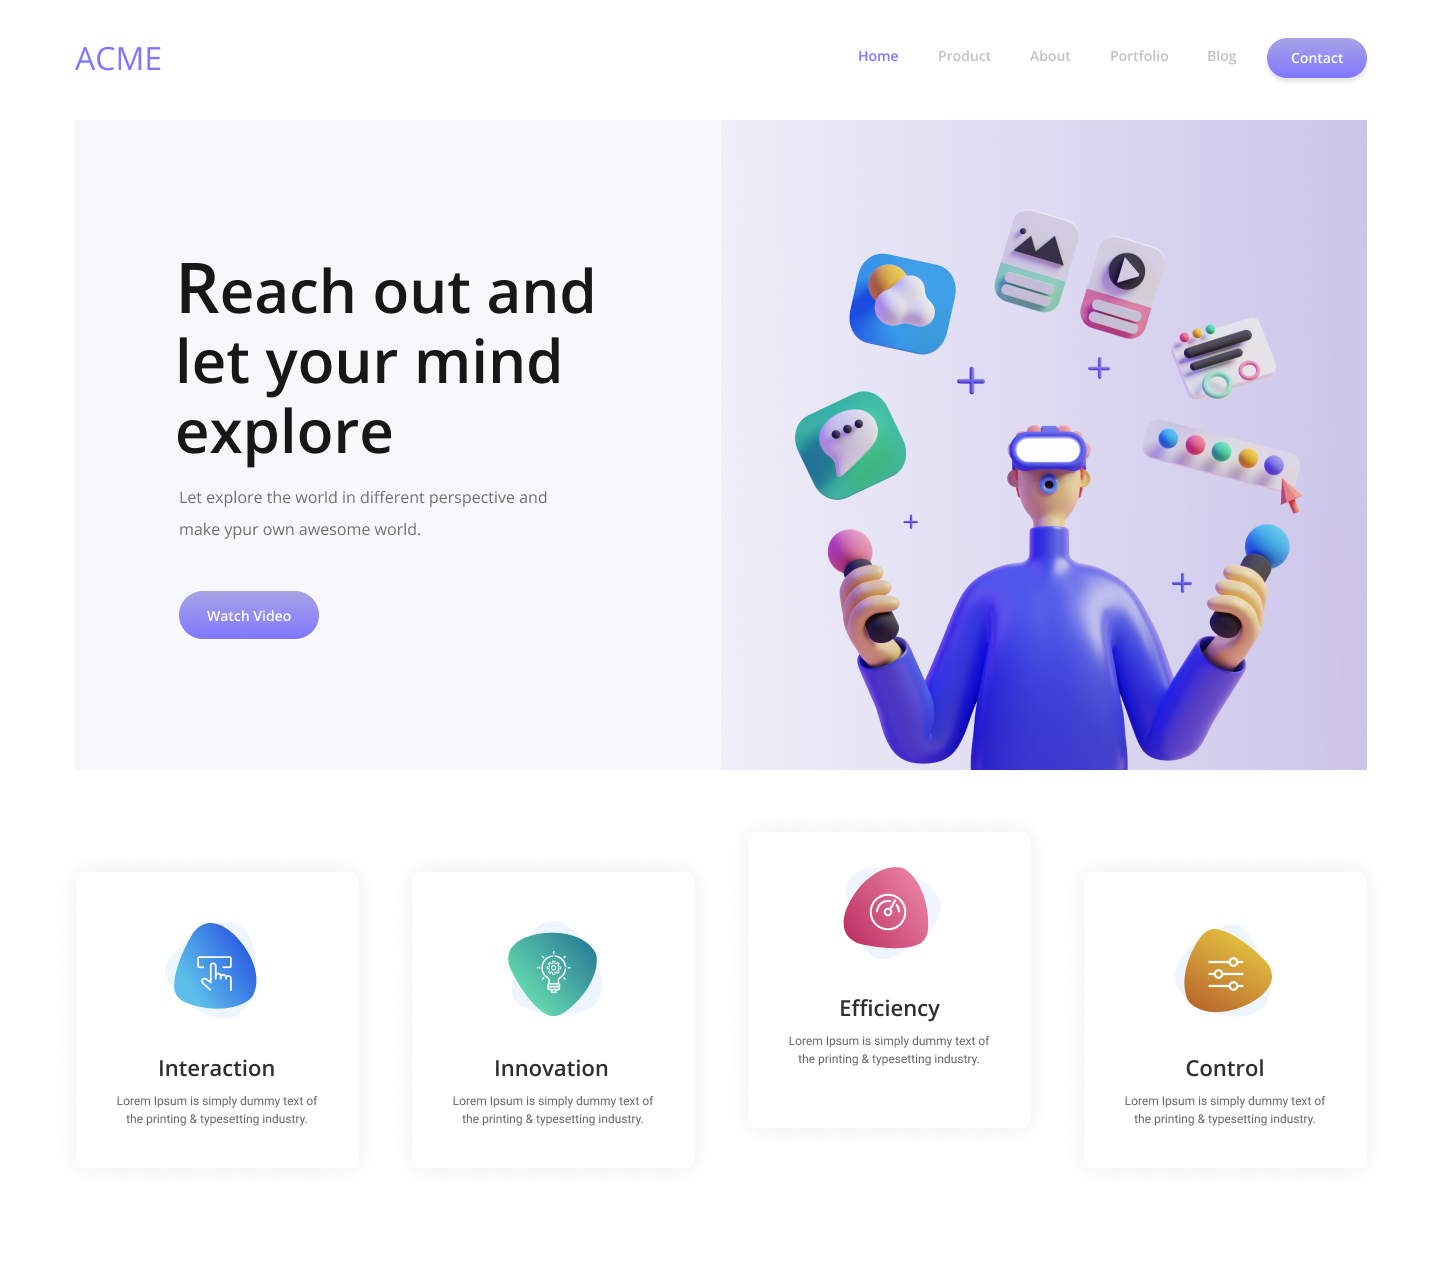 ACME
Home Product About Portfolio Blog Contact
Reach out and
let your mind
explore
Let explore the world in different perspective and
make ypur own awesome world.
Watch Video
Interaction
Lorem Ipsum is simply dummy text of
the printing & typesetting industry.
Innovation
Lorem Ipsum is simply dummy text of
the printing & typesetting industry.
Efficiency
Lorem Ipsum is simply dummy text of
the printing & typesetting industry.
Control
Lorem Ipsum is simply dummy text of
the printing & typesetting industry.